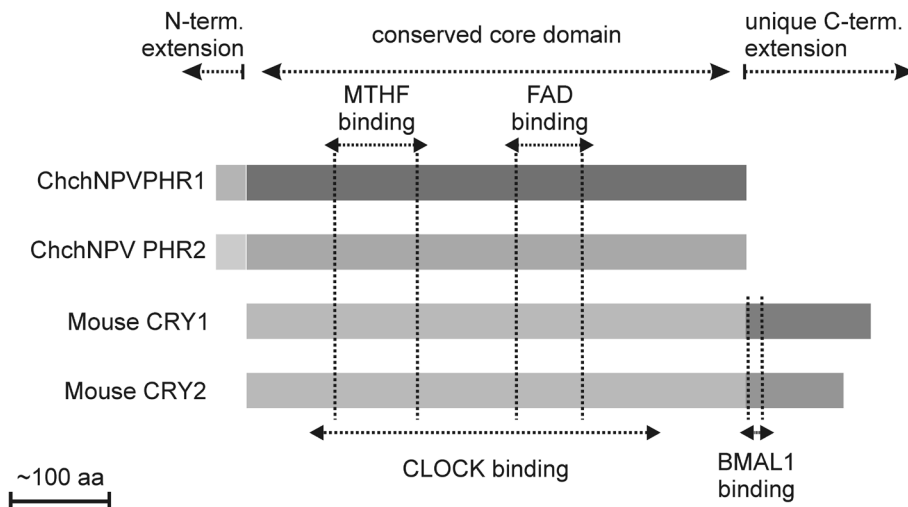 N-term.
extension
conserved core domain
unique C-term.
extension
MTHF
binding
FAD
binding
ChchNPVPHR1
ChchNPV PHR2
Mouse CRY1
Mouse CRY2
CLOCK binding
BMAL1
binding
~100 aa